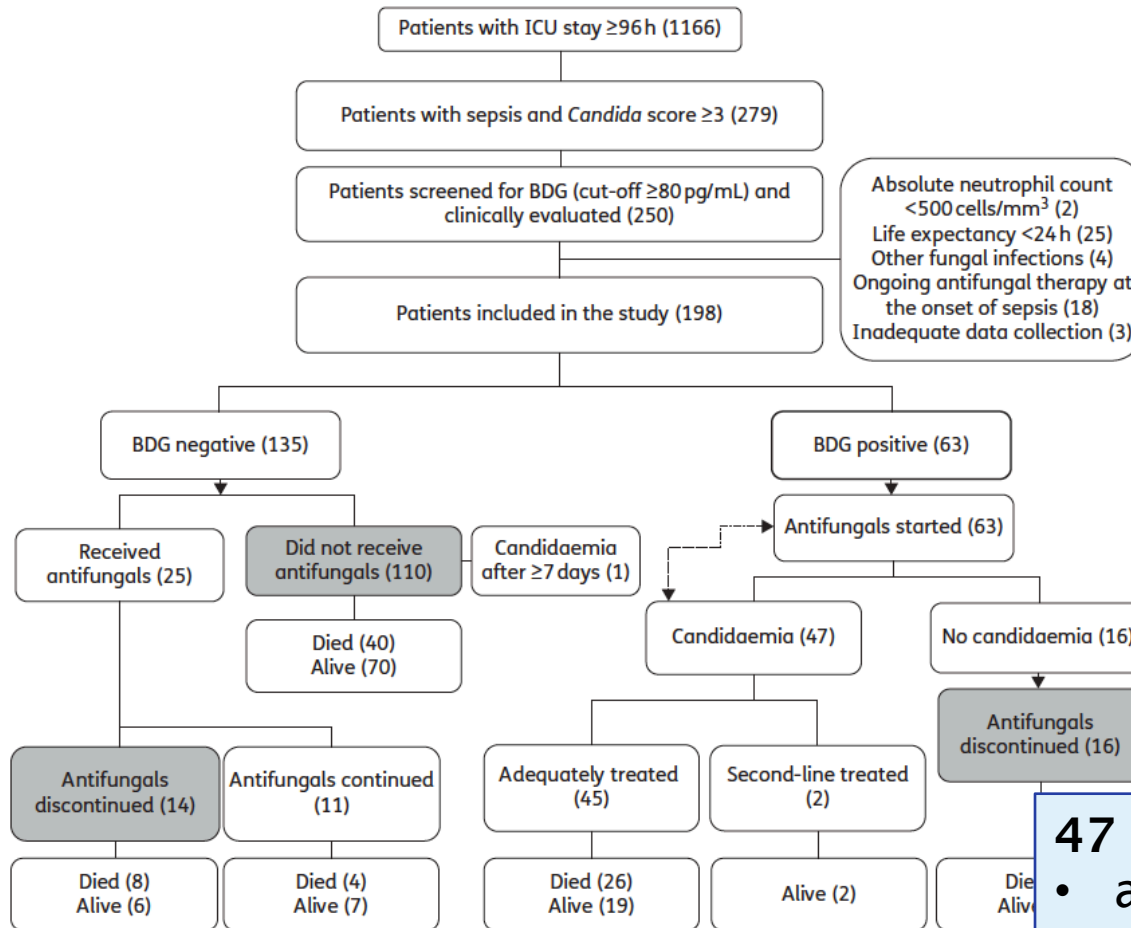 Patients with ICU stay ≥96 h (1166)
Patients with sepsis and Candida score ≥3 (279)
Patients screened for BDG (cut-off ≥80 pg/mL) and
clinically evaluated (250)
Absolute neutrophil count
<500 cells/mm³ (2)
Life expectancy <24 h (25)
Other fungal infections (4)
Ongoing antifungal therapy at
the onset of sepsis (18)
Inadequate data collection (3)
Patients included in the study (198)
BDG negative (135)
BDG positive (63)
Received
antifungals (25)
Did not receive
antifungals (110)
Candidaemia
after ≥7 days (1)
Antifungals started (63)
Died (40)
Alive (70)
Candidaemia (47)
No candidaemia (16)
Antifungals
discontinued (14)
Antifungals continued
(11)
Adequately treated
(45)
Second-line treated
(2)
Antifungals
discontinued (16)
Died (8)
Alive (6)
Died (4)
Alive (7)
Died (26)
Alive (19)
Alive (2)
47
• a